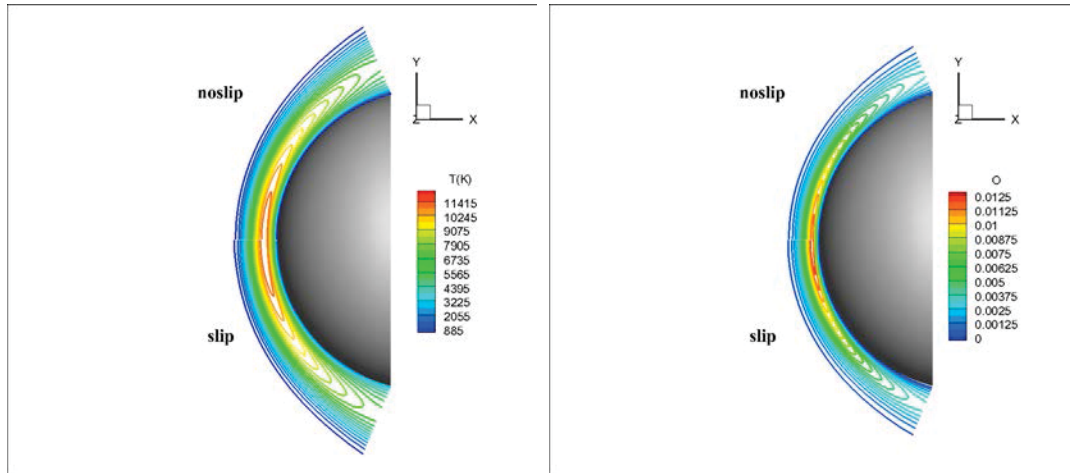 noslip
Y
Z
X
T(K)
11415
10245
9075
7905
6735
5565
4395
3225
2055
885
slip
noslip
Y
Z
X
O
0.0125
0.01125
0.01
0.00875
0.0075
0.00625
0.005
0.00375
0.0025
0.00125
0
slip